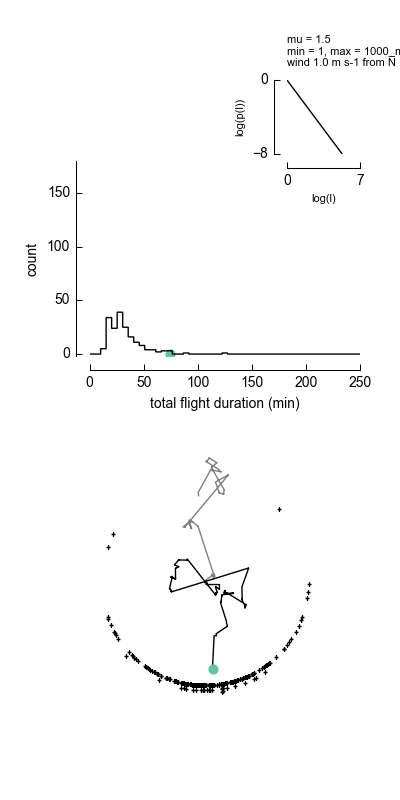 mu = 1.5
min = 1, max = 1000_m
wind 1.0 m s-1 from N
0
log(p(l))
−8
0
7
log(l)
150
100
50
0
count
0
50
100
150
200
250
total flight duration (min)